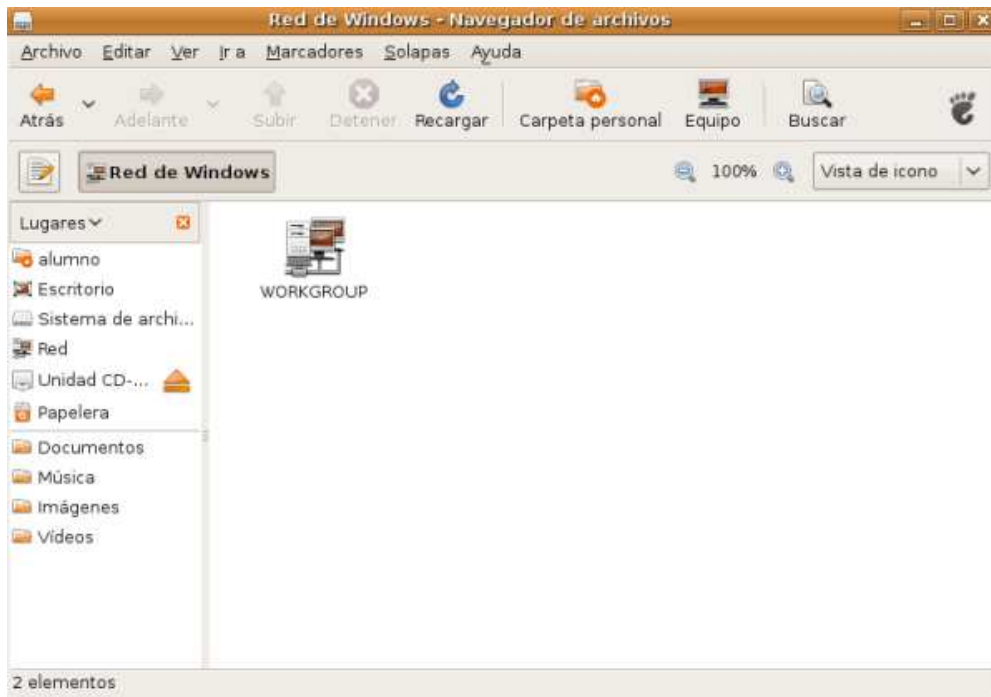 Red de Windows - Navegador de archivos
Archivo Editar Ver Ir a Marcadores Solapas Ayuda
Atrás Adelante Subir Detener Recargar Carpeta personal Equipo Buscar
Red de Windows 100% Vista de icono
Lugares
alumno
Escritorio
Sistema de archi...
Red
Unidad CD-...
Papelera
Documentos
Música
Imágenes
Vídeos
WORKGROUP
2 elementos